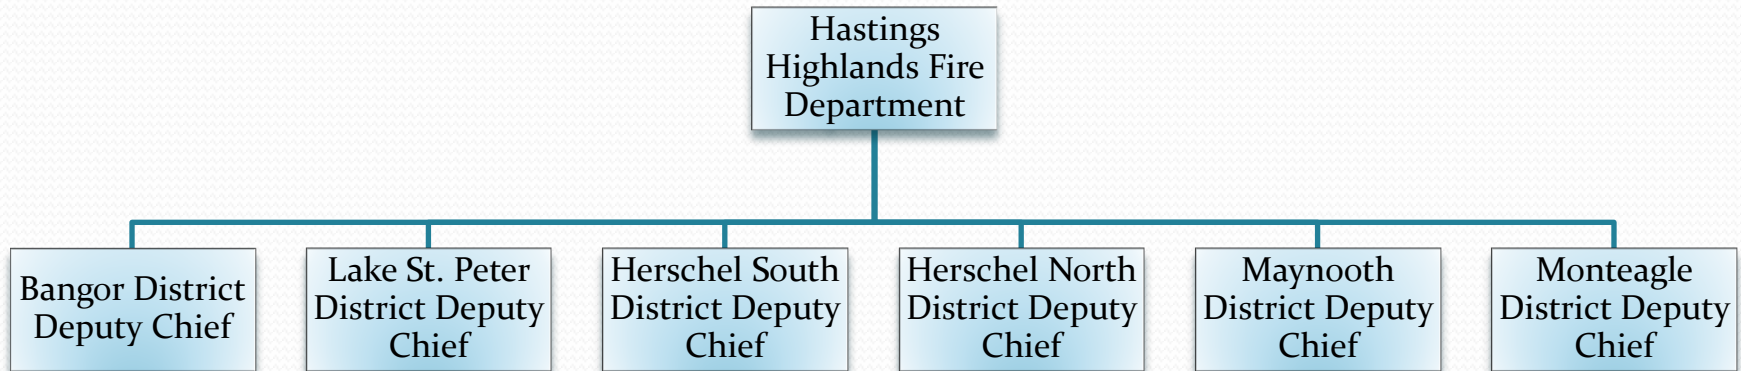 Hastings
Highlands Fire
Department
Bangor District
Deputy Chief
Lake St. Peter
District Deputy
Chief
Herschel South
District Deputy
Chief
Herschel North
District Deputy
Chief
Maynooth
District Deputy
Chief
Monteagle
District Deputy
Chief